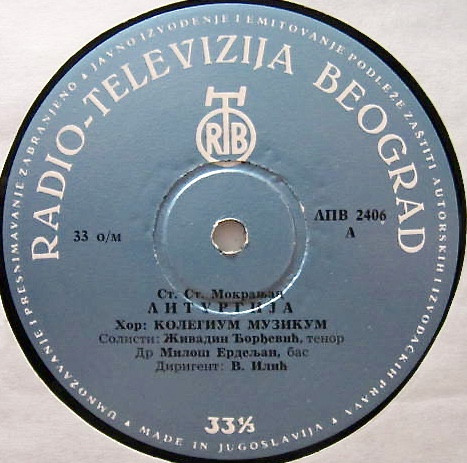 UMNOŽAVANJE I PRESNIMAVANJE ZABRANJENO • JAVNO IZVOĐENJE I EMITOVANJE PODLEŽE ZAŠTITI AUTORSKIH I IZVOĐAČKIH PRAVA •
RADIO-TELEVIZIJA BEOGRAD
RTB
33 о/м
ЛПВ 2406
А
Ст. Ст. Мокрањац
ЛИТУРГИЈА
Хор: КОЛЕГИУМ МУЗИКУМ
Солисти: Живадин Ђорђевић, тенор
Др Милош Ердељан, бас
Диригент: В. Илић
33⅓
MADE IN JUGOSLAVIJA